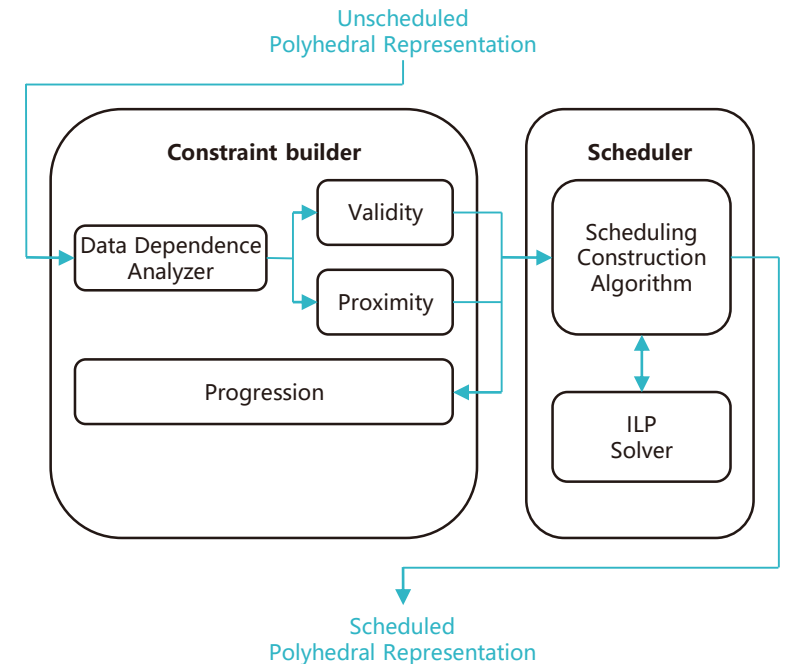 Unscheduled
Polyhedral Representation
Constraint builder
Data Dependence
Analyzer
Validity
Proximity
Progression
Scheduler
Scheduling
Construction
Algorithm
ILP
Solver
Scheduled
Polyhedral Representation